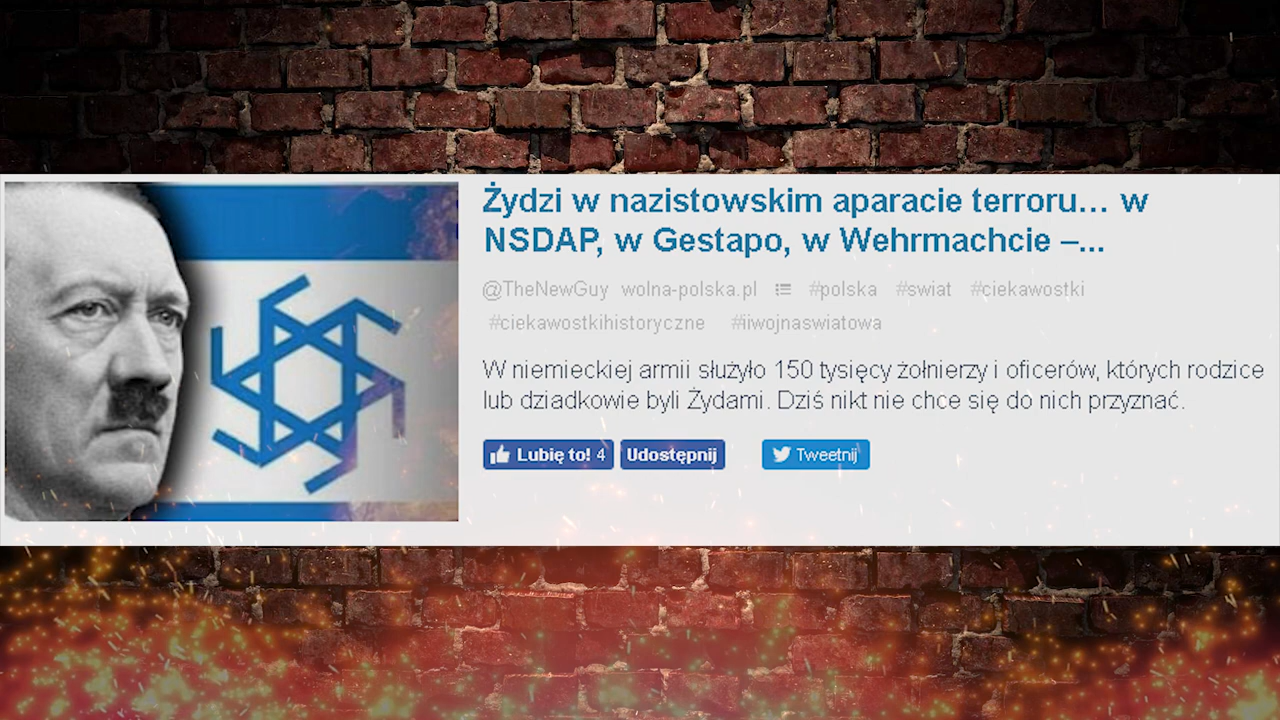 Żydzi w nazistowskim aparacie terroru... w
NSDAP, w Gestapo, w Wehrmachcie –...
@TheNewGuy wolna-polska.pl #polska #swiat #ciekawostki
#ciekawostkihistoryczne #iiwojnaswiatowa
W niemieckiej armii służyło 150 tysięcy żołnierzy i oficerów, których rodzice
lub dziadkowie byli Żydami. Dziś nikt nie chce się do nich przyznać.
Lubię to! 4 Udostępnij Tweetnij